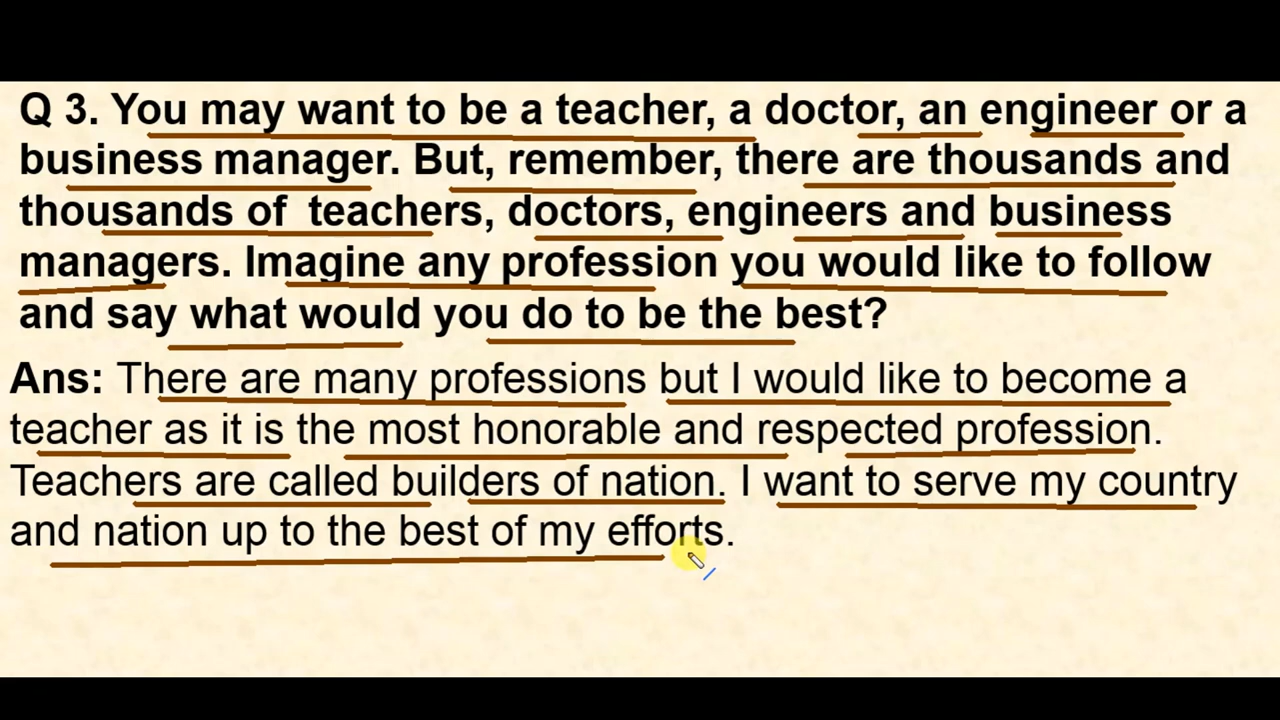 Q 3. You may want to be a teacher, a doctor, an engineer or a
business manager. But, remember, there are thousands and
thousands of teachers, doctors, engineers and business
managers. Imagine any profession you would like to follow
and say what would you do to be the best?
Ans: There are many professions but I would like to become a
teacher as it is the most honorable and respected profession.
Teachers are called builders of nation. I want to serve my country
and nation up to the best of my efforts.